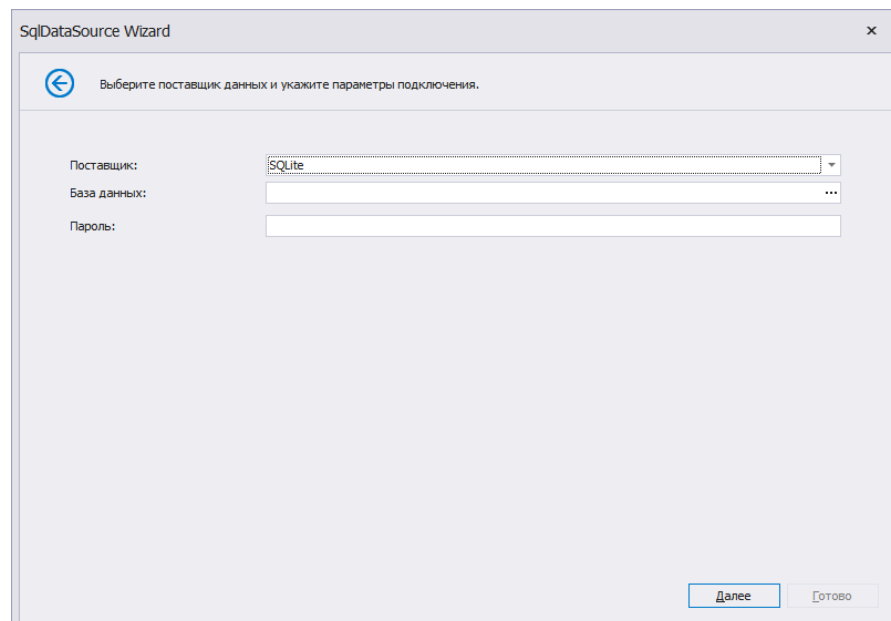 SqlDataSource Wizard
Выберите поставщик данных и укажите параметры подключения.
Поставщик: SQLite
База данных:
Пароль:
Далее Готово